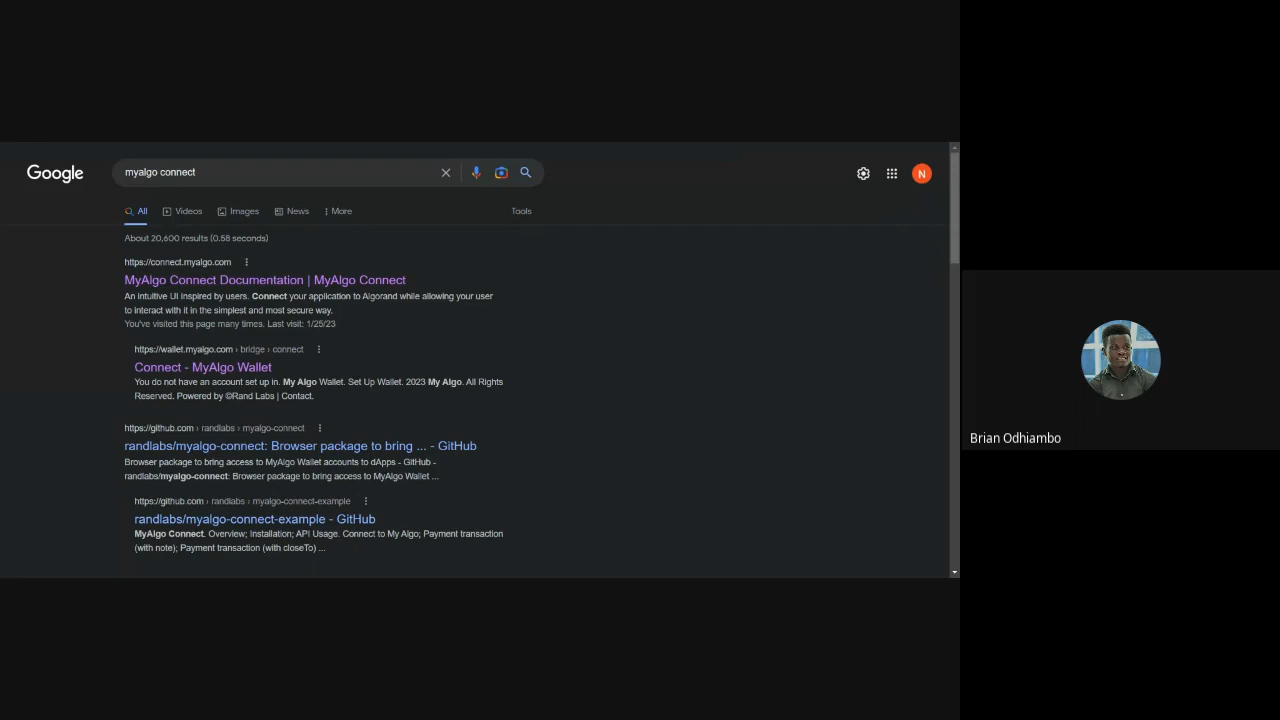 Google
myalgo connect
N
All Videos Images News More Tools
About 20,600 results (0.58 seconds)
https://connect.myalgo.com
MyAlgo Connect Documentation | MyAlgo Connect
An intuitive UI inspired by users. Connect your application to Algorand while allowing your user
to interact with it in the simplest and most secure way.
You've visited this page many times. Last visit: 1/25/23
https://wallet.myalgo.com › bridge › connect
Connect - MyAlgo Wallet
You do not have an account set up in. My Algo Wallet. Set Up Wallet. 2023 My Algo. All Rights
Reserved. Powered by ©Rand Labs | Contact.
https://github.com › randlabs › myalgo-connect
randlabs/myalgo-connect: Browser package to bring ... - GitHub
Browser package to bring access to MyAlgo Wallet accounts to dApps - GitHub -
randlabs/myalgo-connect: Browser package to bring access to MyAlgo Wallet ...
https://github.com › randlabs › myalgo-connect-example
randlabs/myalgo-connect-example - GitHub
MyAlgo Connect. Overview; Installation; API Usage. Connect to My Algo; Payment transaction
(with note); Payment transaction (with closeTo) ...
Brian Odhiambo